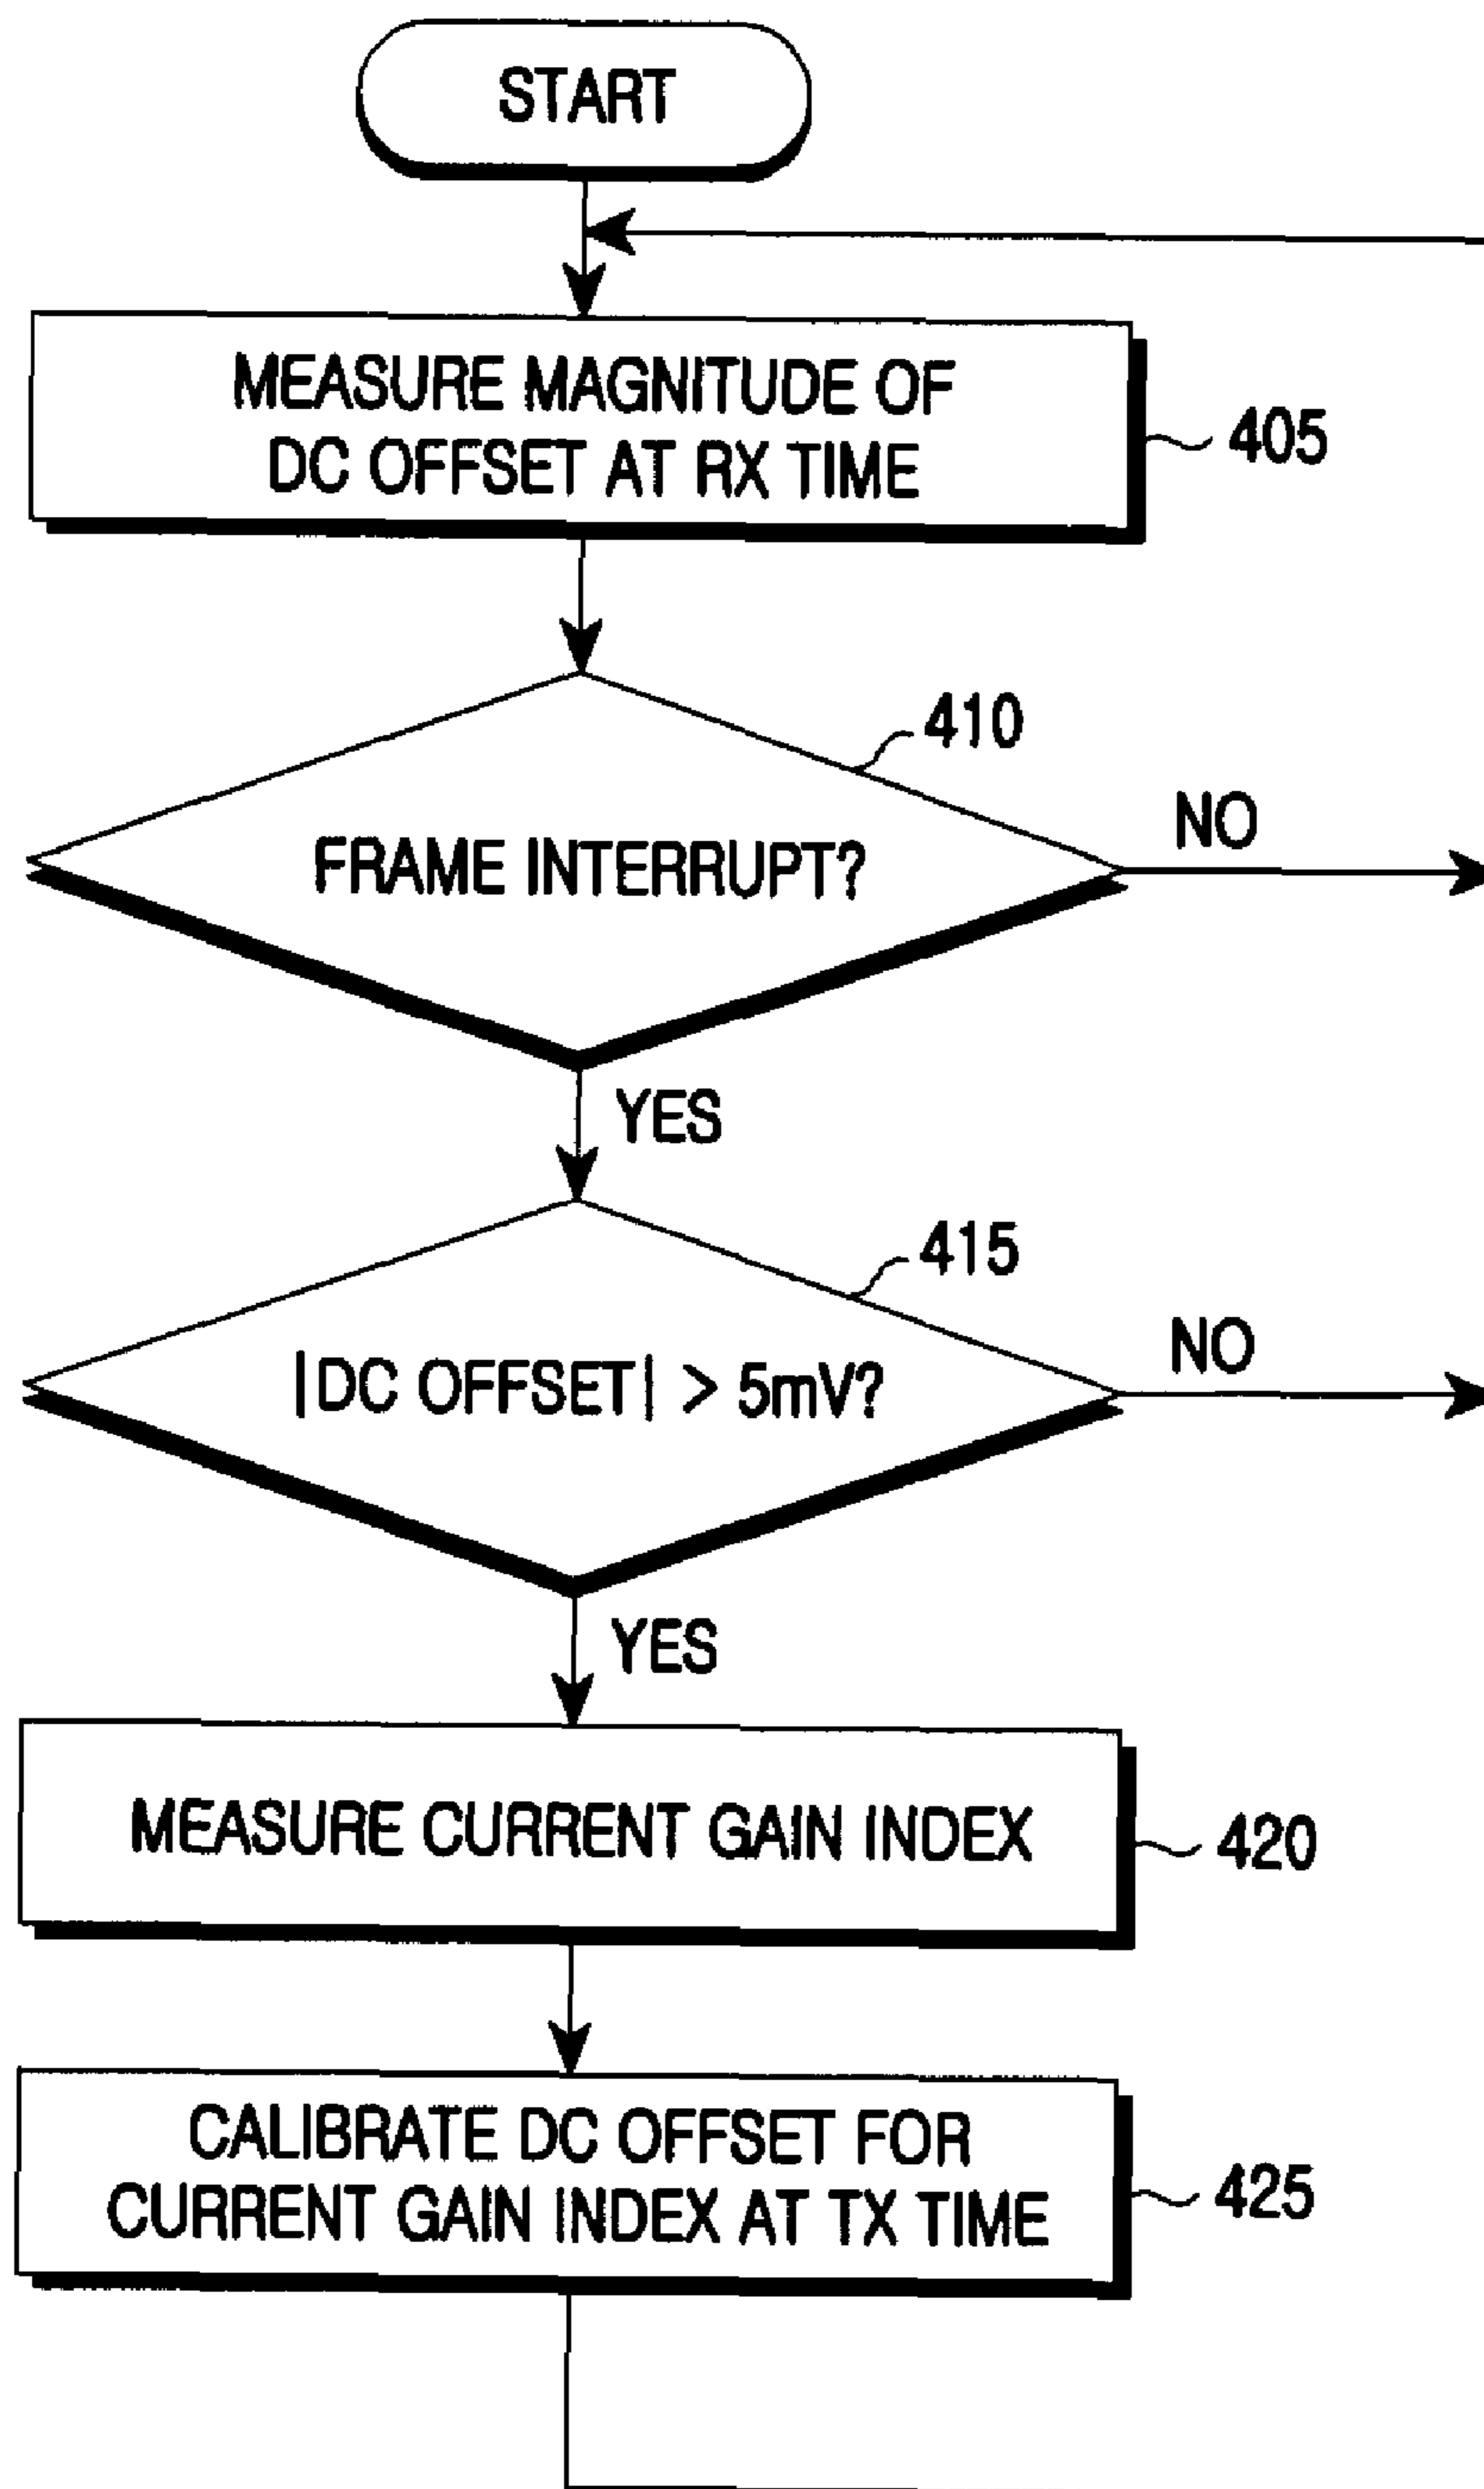 START
MEASURE MAGNITUDE OF
DC OFFSET AT RX TIME
405
410
FRAME INTERRUPT?
NO
YES
415
|DC OFFSET| > 5mV?
NO
YES
MEASURE CURRENT GAIN INDEX
420
CALIBRATE DC OFFSET FOR
CURRENT GAIN INDEX AT TX TIME
425